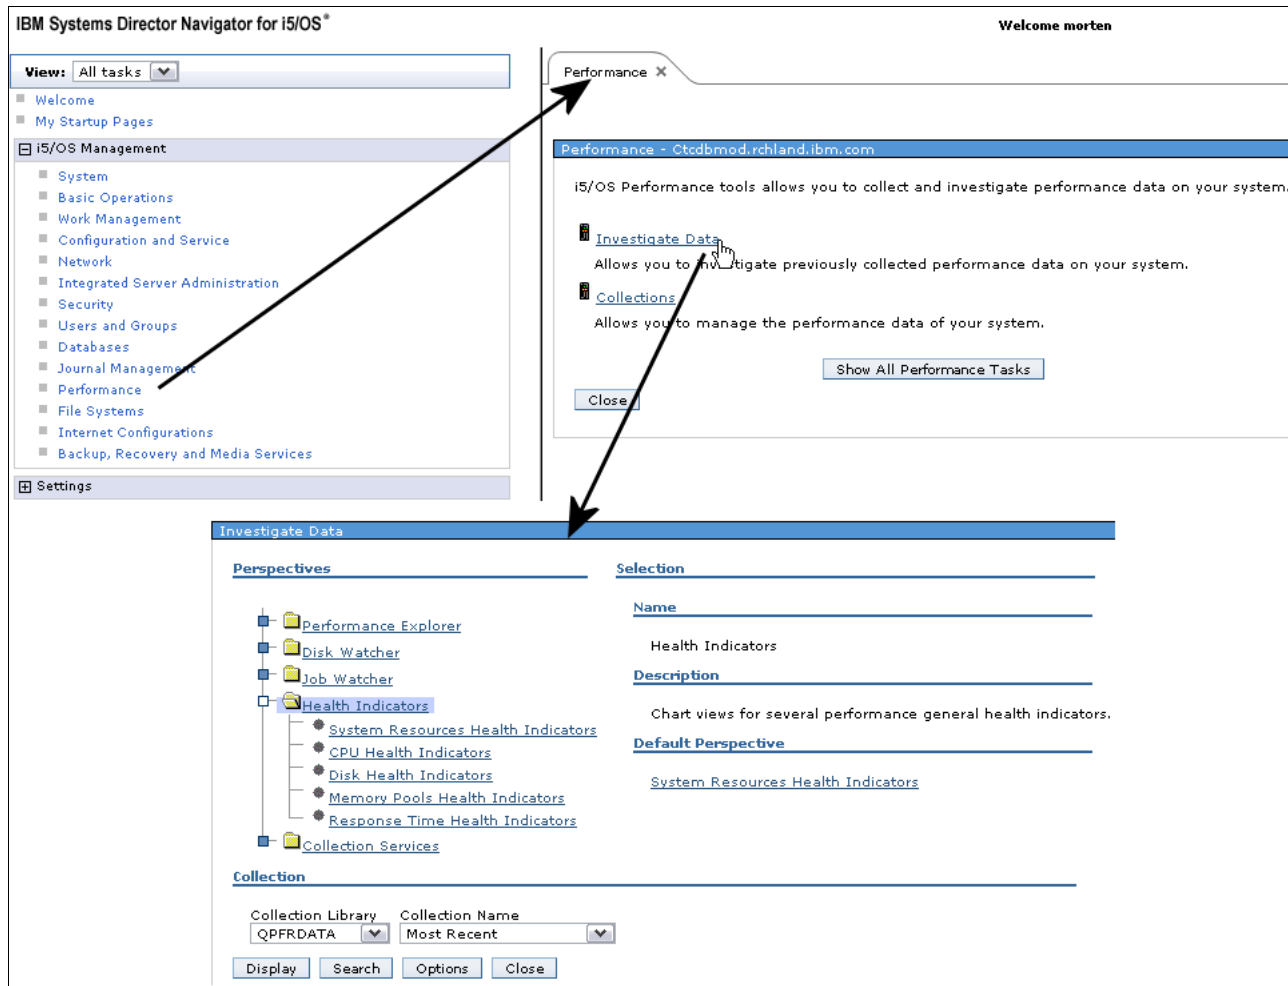 IBM Systems Director Navigator for i5/OS®
Welcome morten
View: All tasks
Welcome
My Startup Pages
i5/OS Management
System
Basic Operations
Work Management
Configuration and Service
Network
Integrated Server Administration
Security
Users and Groups
Databases
Journal Management
Performance
File Systems
Internet Configurations
Backup, Recovery and Media Services
Settings
Performance
Performance - Ctcdbmod.rchland.ibm.com
i5/OS Performance tools allows you to collect and investigate performance data on your system.
Investigate Data
Allows you to investigate previously collected performance data on your system.
Collections
Allows you to manage the performance data of your system.
Show All Performance Tasks
Close
Investigate Data
Perspectives
Performance Explorer
Disk Watcher
Job Watcher
Health Indicators
System Resources Health Indicators
CPU Health Indicators
Disk Health Indicators
Memory Pools Health Indicators
Response Time Health Indicators
Collection Services
Selection
Name
Health Indicators
Description
Chart views for several performance general health indicators.
Default Perspective
System Resources Health Indicators
Collection
Collection Library Collection Name
QPFRDATA Most Recent
Display Search Options Close